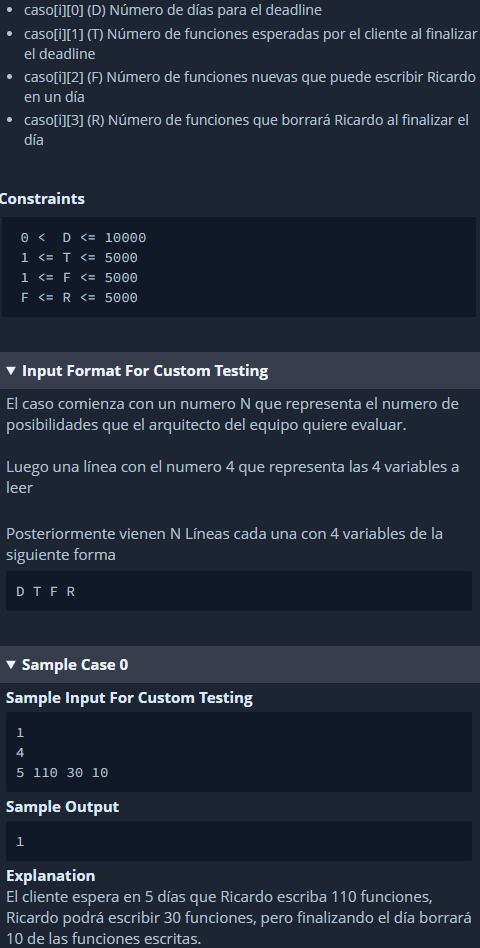 caso[i][0] (D) Número de días para el deadline
caso[i][1] (T) Número de funciones esperadas por el cliente al finalizar
el deadline
caso[i][2] (F) Número de funciones nuevas que puede escribir Ricardo
en un día
caso[i][3] (R) Número de funciones que borrará Ricardo al finalizar el
día
Constraints
0 < D <= 10000
1 <= T <= 5000
1 <= F <= 5000
F <= R <= 5000
▼ Input Format For Custom Testing
El caso comienza con un numero N que representa el numero de
posibilidades que el arquitecto del equipo quiere evaluar.
Luego una línea con el numero 4 que representa las 4 variables a
leer
Posteriormente vienen N Líneas cada una con 4 variables de la
siguiente forma
D T F R
▼ Sample Case 0
Sample Input For Custom Testing
1
4
5 110 30 10
Sample Output
1
Explanation
El cliente espera en 5 días que Ricardo escriba 110 funciones,
Ricardo podrá escribir 30 funciones, pero finalizando el día borrará
10 de las funciones escritas.